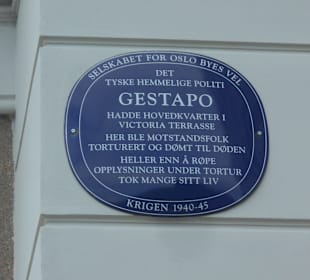 SELSKABET FOR OSLO BYES VEL
DET
TYSKE HEMMELIGE POLITI
GESTAPO
HADDE HOVEDKVARTER I
VICTORIA TERRASSE
HER BLE MOTSTANDSFOLK
TORTURERT OG DØMT TIL DØDEN
HELLER ENN Å RØPE
OPPLYSNINGER UNDER TORTUR
TOK MANGE SITT LIV
KRIGEN 1940-45